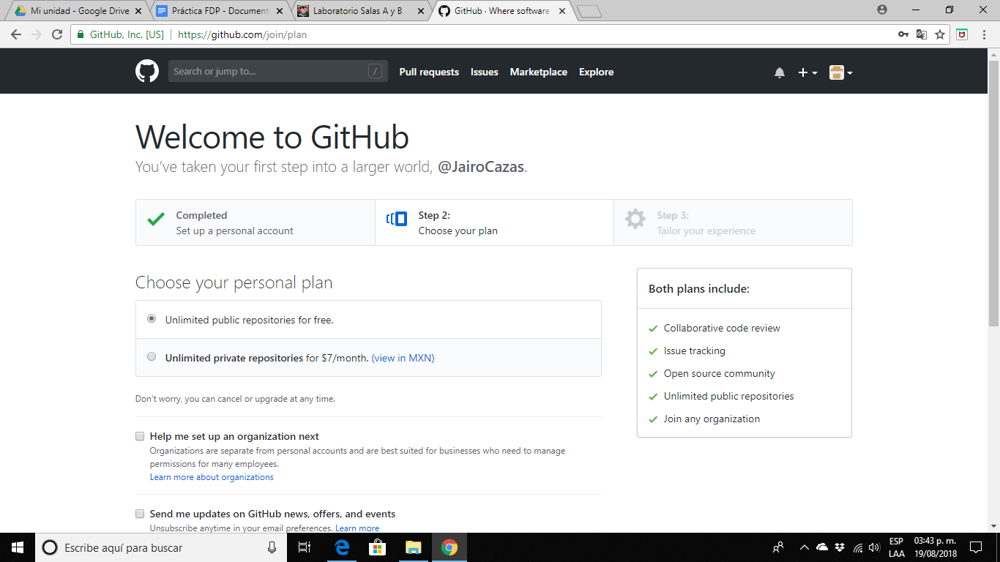 Mi unidad - Google Drive
Práctica FDP - Document
Laboratorio Salas A y B
GitHub · Where software
GitHub, Inc. [US]
https://github.com/join/plan
Search or jump to...
/
Pull requests
Issues
Marketplace
Explore
Welcome to GitHub
You've taken your first step into a larger world, @JairoCazas.
Completed
Set up a personal account
Step 2:
Choose your plan
Step 3:
Tailor your experience
Choose your personal plan
Unlimited public repositories for free.
Unlimited private repositories for $7/month. (view in MXN)
Don't worry, you can cancel or upgrade at any time.
Help me set up an organization next
Organizations are separate from personal accounts and are best suited for businesses who need to manage
permissions for many employees.
Learn more about organizations
Send me updates on GitHub news, offers, and events
Unsubscribe anytime in your email preferences. Learn more
Both plans include:
Collaborative code review
Issue tracking
Open source community
Unlimited public repositories
Join any organization
Escribe aquí para buscar
ESP
LAA
03:43 p. m.
19/08/2018